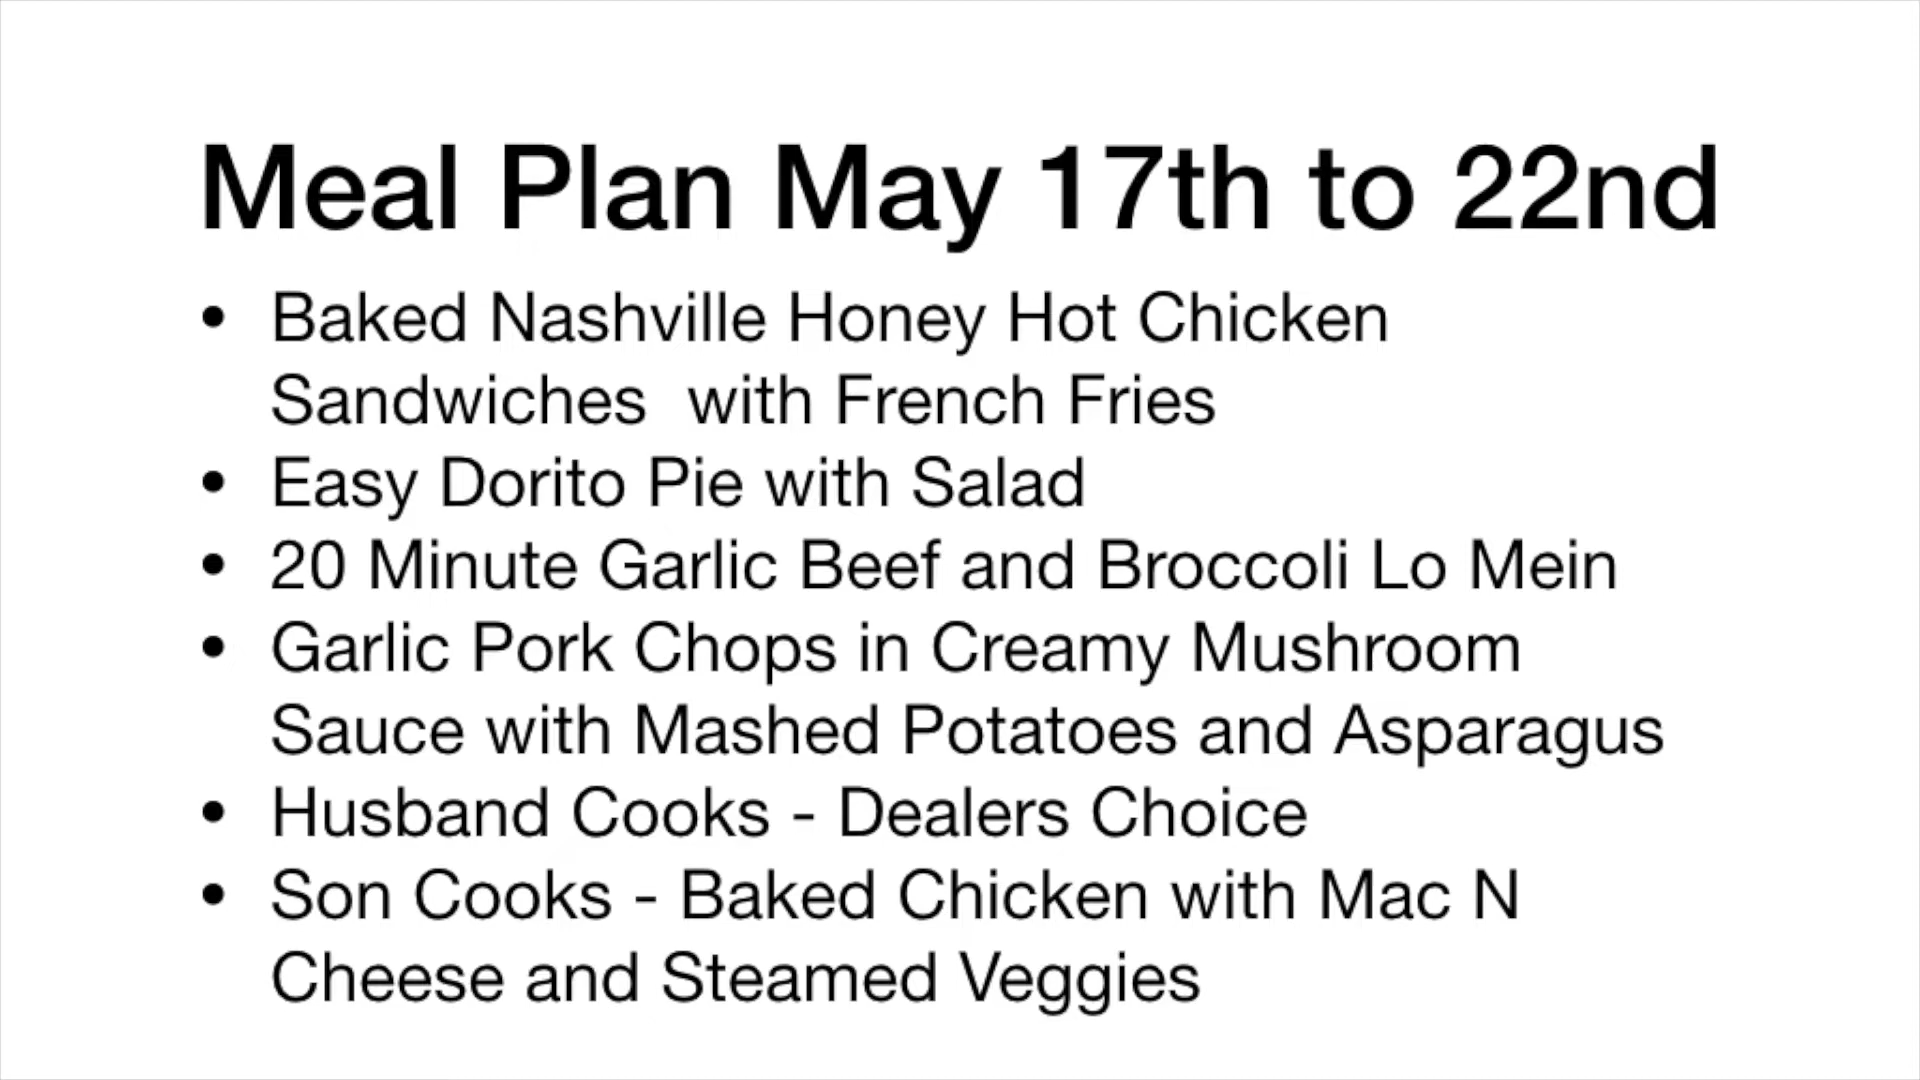 Meal Plan May 17th to 22nd
• Baked Nashville Honey Hot Chicken
Sandwiches  with French Fries
• Easy Dorito Pie with Salad
• 20 Minute Garlic Beef and Broccoli Lo Mein
• Garlic Pork Chops in Creamy Mushroom
Sauce with Mashed Potatoes and Asparagus
• Husband Cooks - Dealers Choice
• Son Cooks - Baked Chicken with Mac N
Cheese and Steamed Veggies